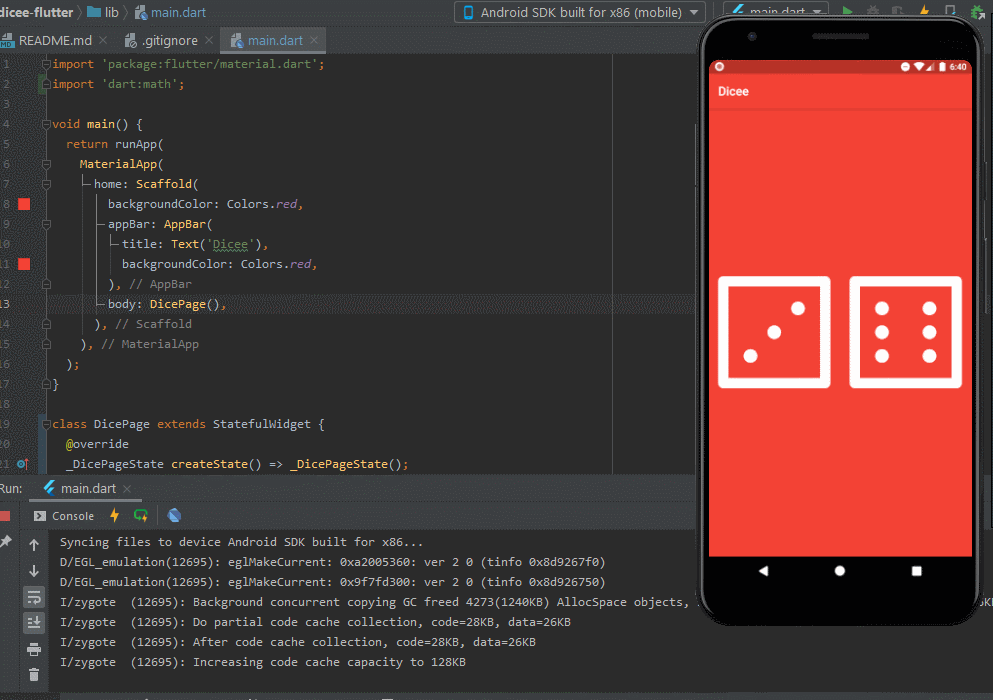 dicee-flutter lib main.dart Android SDK built for x86 (mobile) main.dart
README.md .gitignore main.dart
1 import 'package:flutter/material.dart';
2 import 'dart:math';
3
4 void main() {
5 return runApp(
6 MaterialApp(
7 home: Scaffold(
8 backgroundColor: Colors.red,
9 appBar: AppBar(
10 title: Text('Dicee'),
11 backgroundColor: Colors.red,
12 ), // AppBar
13 body: DicePage(),
14 ), // Scaffold
15 ), // MaterialApp
16 );
17 }
18
19 class DicePage extends StatefulWidget {
20 @override
21 _DicePageState createState() => _DicePageState();
6:40
Dicee
Run: main.dart
Console
Syncing files to device Android SDK built for x86...
D/EGL_emulation(12695): eglMakeCurrent: 0xa2005360: ver 2 0 (tinfo 0x8d9267f0)
D/EGL_emulation(12695): eglMakeCurrent: 0x9f7fd300: ver 2 0 (tinfo 0x8d926750)
I/zygote (12695): Background concurrent copying GC freed 4273(1240KB) AllocSpace objects,
I/zygote (12695): Do partial code cache collection, code=28KB, data=26KB
I/zygote (12695): After code cache collection, code=28KB, data=26KB
I/zygote (12695): Increasing code cache capacity to 128KB